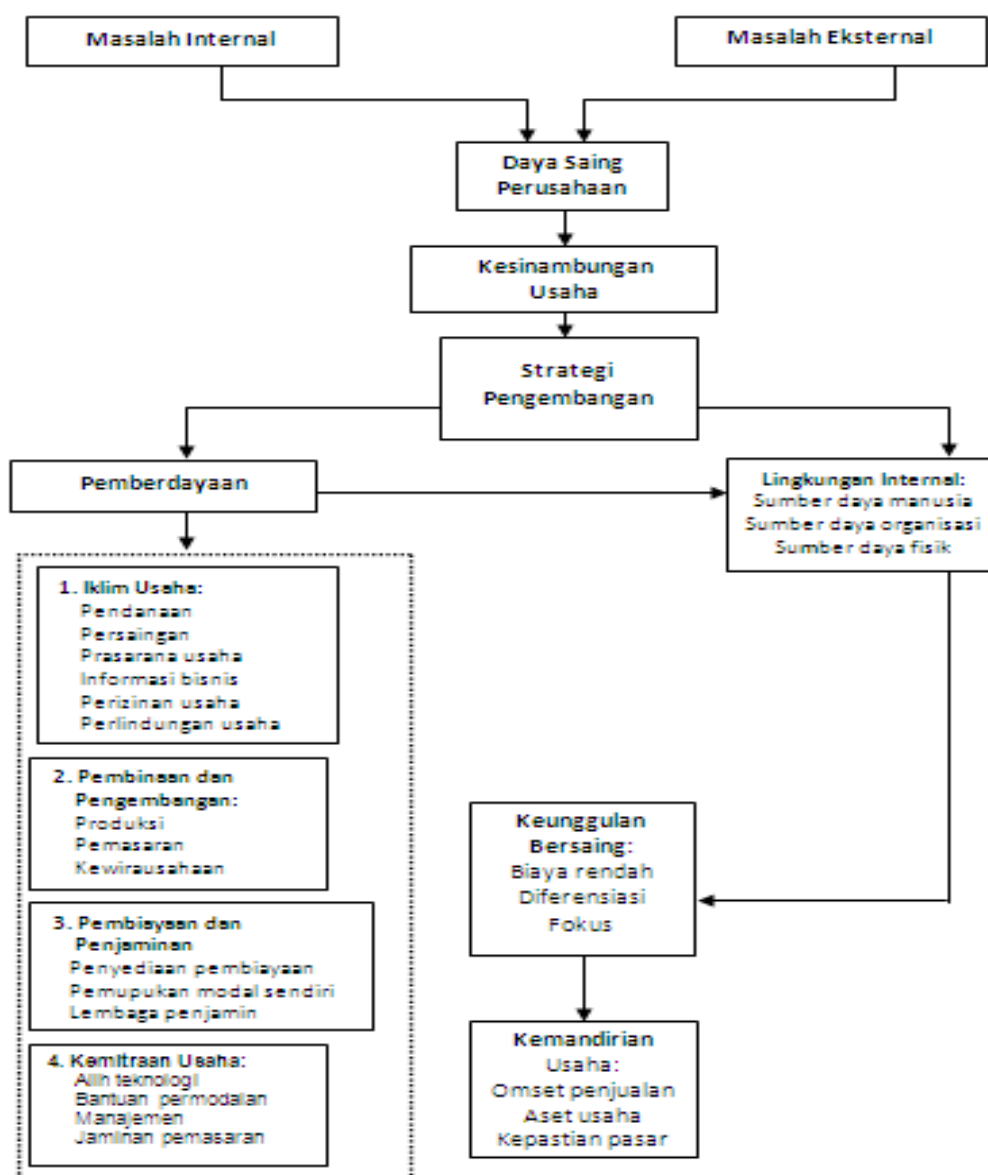 Masalah Internal
Masalah Eksternal
Daya Saing
Perusahaan
Kesinambungan
Usaha
Strategi
Pengembangan
Pemberdayaan
Lingkungan Internal:
Sumber daya manusia
Sumber daya organisasi
Sumber daya fisik
1. Iklim Usaha:
Pendanaan
Persaingan
Prasarana usaha
Informasi bisnis
Perizinan usaha
Perlindungan usaha
2. Pembinaan dan
Pengembangan:
Produksi
Pemasaran
Kewirausahaan
3. Pembiayaan dan
Penjaminan
Penyediaan pembiayaan
Pemupukan modal sendiri
Lembaga penjamin
4. Kemitraan Usaha:
Alih teknologi
Bantuan permodalan
Manajemen
Jaminan pemasaran
Keunggulan
Bersaing:
Biaya rendah
Diferensiasi
Fokus
Kemandirian
Usaha:
Omset penjualan
Aset usaha
Kepastian pasar